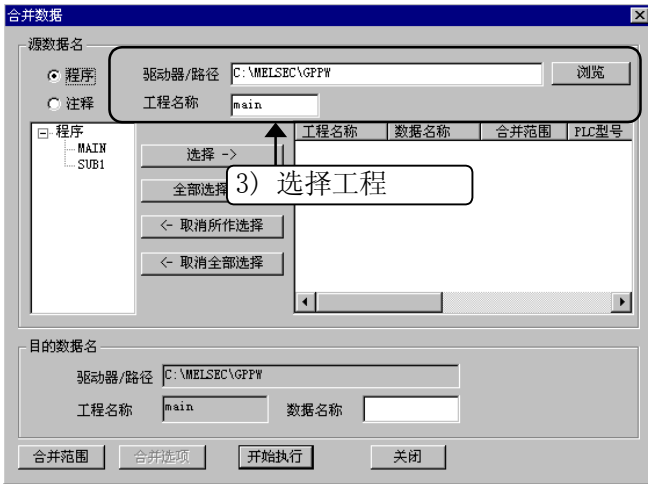 合并数据
源数据名
程序
驱动器/路径 C:\MELSEC\GPPW 浏览
注释
工程名称 main
程序
MAIN
SUB1
选择 ->
全部选择
<- 取消所作选择
<- 取消全部选择
工程名称 数据名称 合并范围 PLC型号
3) 选择工程
目的数据名
驱动器/路径 C:\MELSEC\GPPW
工程名称 main 数据名称
合并范围 合并选项 开始执行 关闭